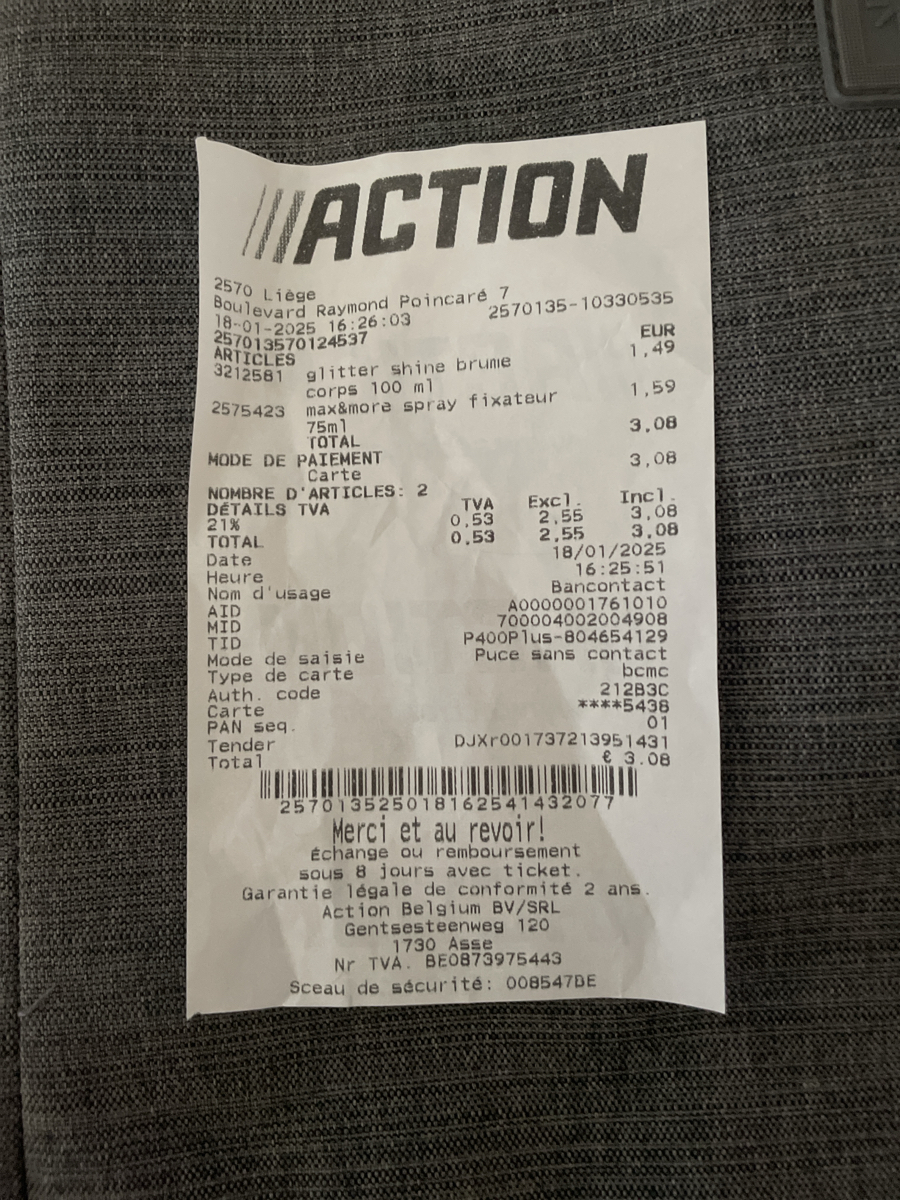 ///ACTION
2570 Liège
Boulevard Raymond Poincaré 7
18-01-2025 16:26:03 2570135-10330535
257013570124537
ARTICLES EUR
3212581 glitter shine brume 1,49
corps 100 ml
2575423 max&more spray fixateur 1,59
75ml
TOTAL 3,08
MODE DE PAIEMENT
Carte 3,08
NOMBRE D'ARTICLES: 2
DÉTAILS TVA TVA Excl. Incl.
21% 0,53 2,55 3,08
TOTAL 0,53 2,55 3,08
Date 18/01/2025
Heure 16:25:51
Nom d'usage Bancontact
AID A0000001761010
MID 700004002004908
TID P400Plus-804654129
Mode de saisie Puce sans contact
Type de carte bcmc
Auth. code 212B3C
Carte ****5438
PAN seq. 01
Tender DJXr001737213951431
Total € 3.08
257013525018162541432077
Merci et au revoir!
Échange ou remboursement
sous 8 jours avec ticket.
Garantie légale de conformité 2 ans.
Action Belgium BV/SRL
Gentsesteenweg 120
1730 Asse
Nr TVA. BE0873975443
Sceau de sécurité: 008547BE